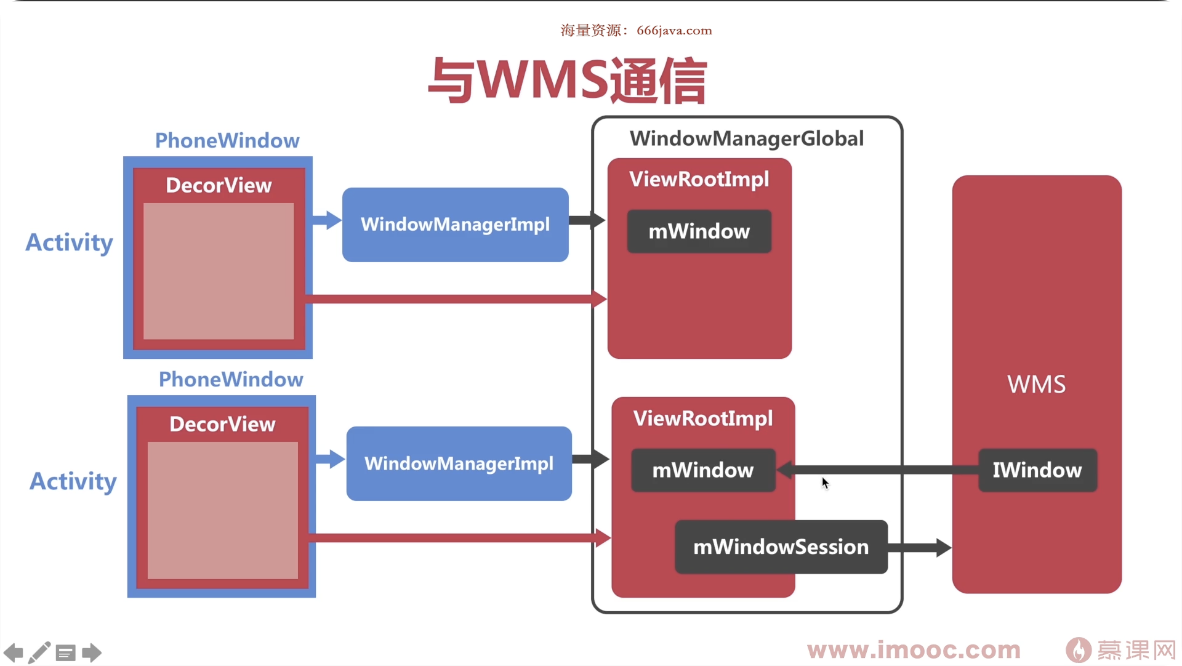 海量资源：666java.com
与WMS通信
PhoneWindow
DecorView
Activity
WindowManagerImpl
WindowManagerGlobal
ViewRootImpl
mWindow
PhoneWindow
DecorView
Activity
WindowManagerImpl
ViewRootImpl
mWindow
mWindowSession
WMS
IWindow
www.imooc.com
慕课网